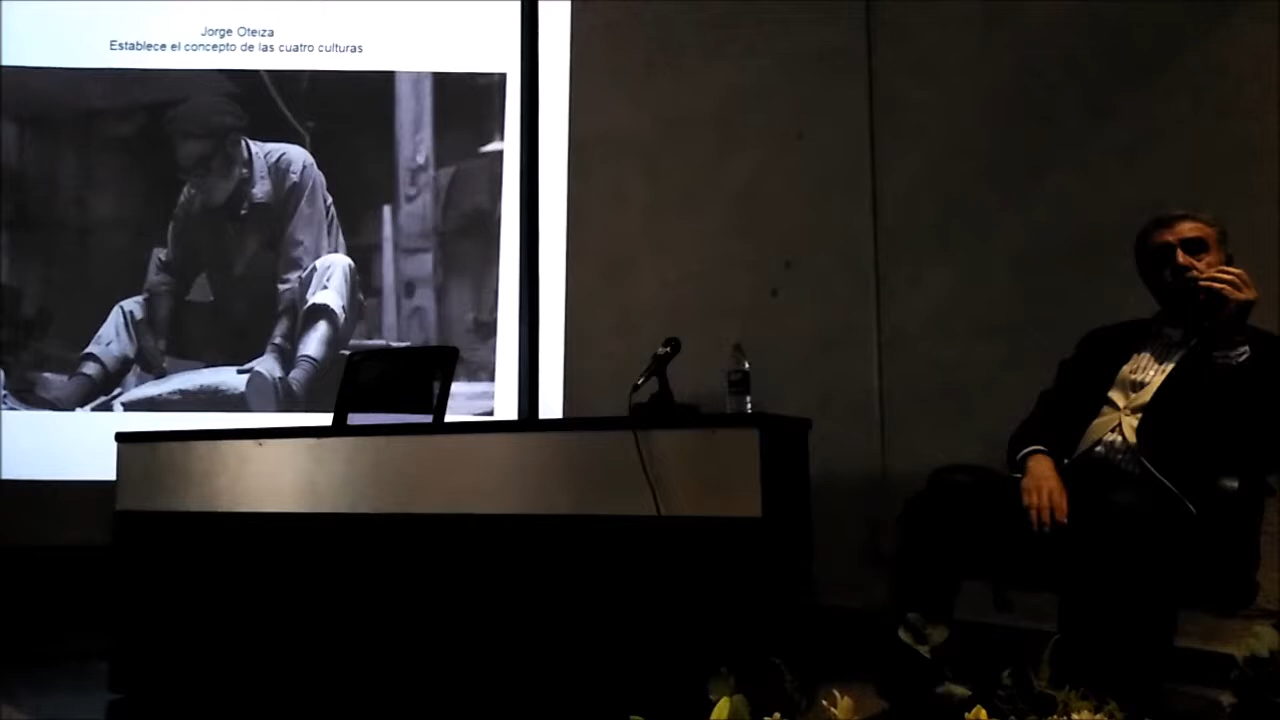 Jorge Oteiza
Establece el concepto de las cuatro culturas